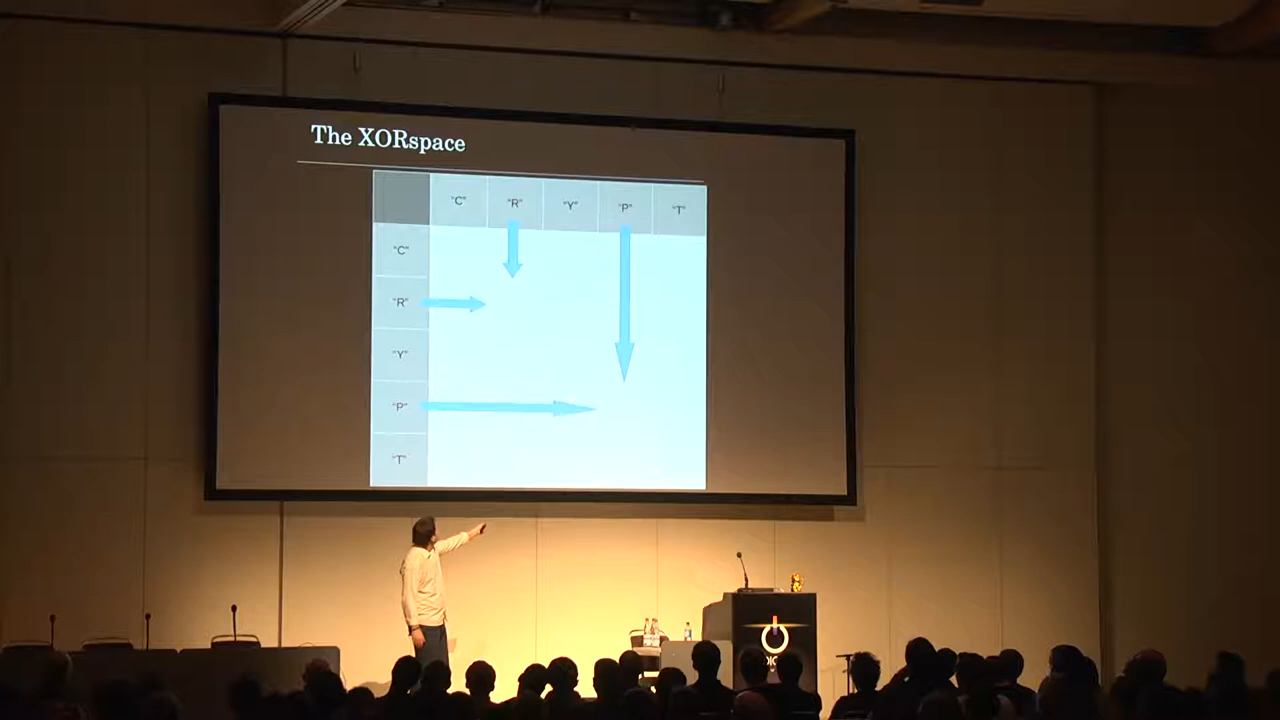 The XORspace
"C" "R" "Y" "P" "T"
"C"
"R"
"Y"
"P"
"T"